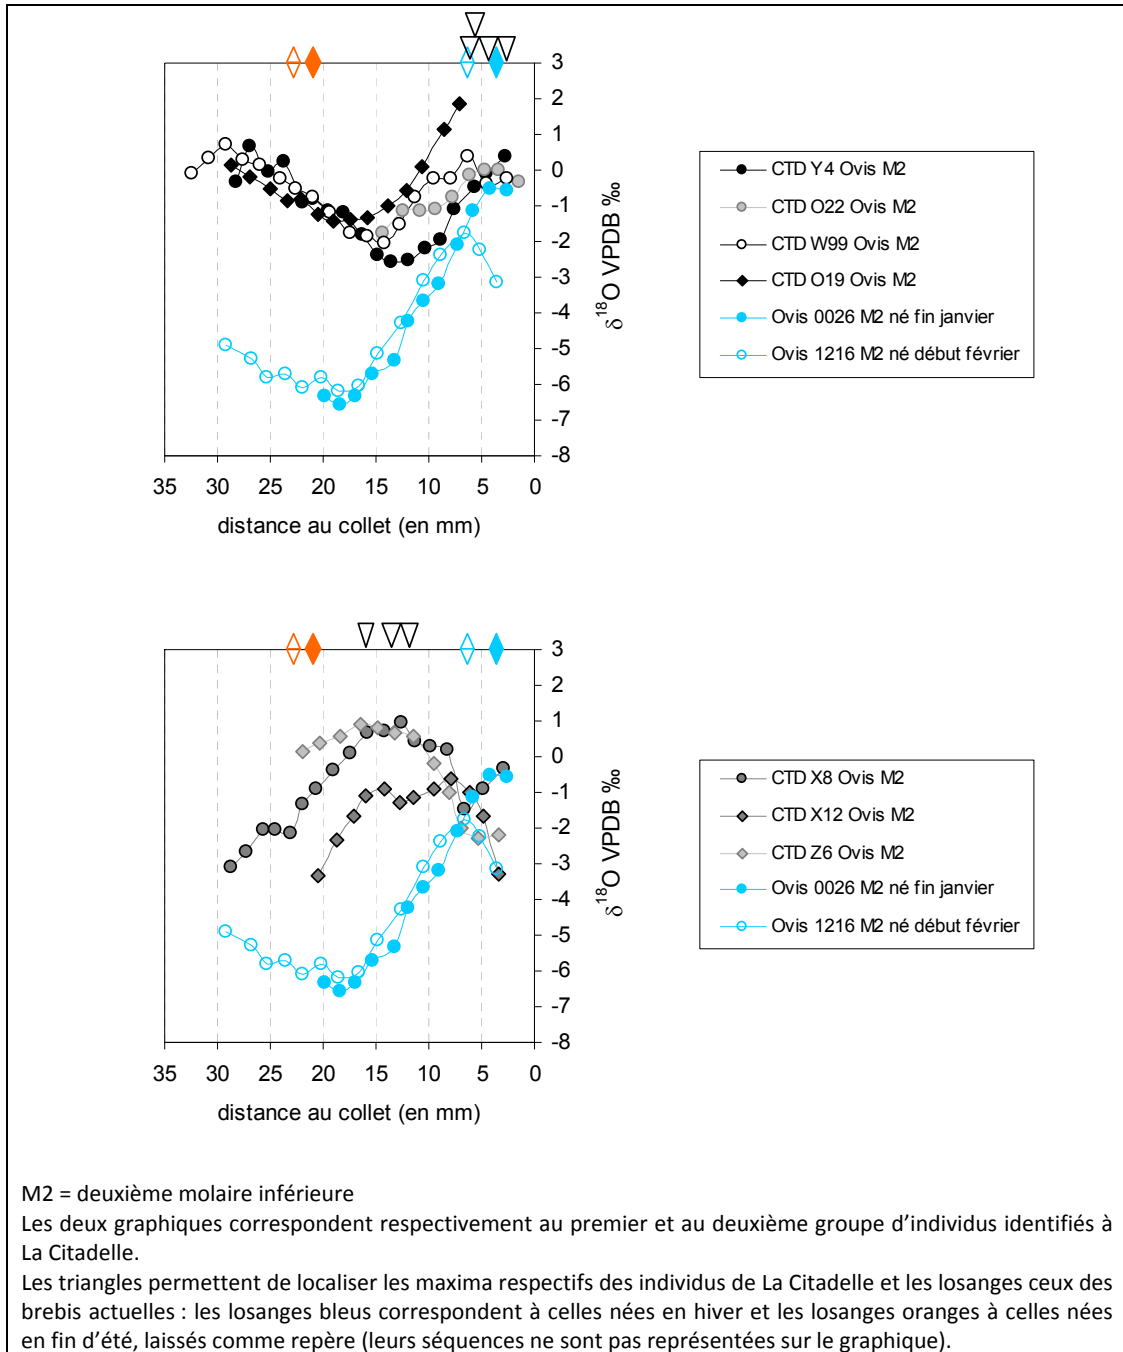 3
2
1
0
-1
-2
-3
-4
-5
-6
-7
-8
δ18O VPDB ‰
35 30 25 20 15 10 5 0
distance au collet (en mm)
CTD Y4 Ovis M2
CTD O22 Ovis M2
CTD W99 Ovis M2
CTD O19 Ovis M2
Ovis 0026 M2 né fin janvier
Ovis 1216 M2 né début février
3
2
1
0
-1
-2
-3
-4
-5
-6
-7
-8
δ18O VPDB ‰
35 30 25 20 15 10 5 0
distance au collet (en mm)
CTD X8 Ovis M2
CTD X12 Ovis M2
CTD Z6 Ovis M2
Ovis 0026 M2 né fin janvier
Ovis 1216 M2 né début février
M2 = deuxième molaire inférieure
Les deux graphiques correspondent respectivement au premier et au deuxième groupe d’individus identifiés à
La Citadelle.
Les triangles permettent de localiser les maxima respectifs des individus de La Citadelle et les losanges ceux des
brebis actuelles : les losanges bleus correspondent à celles nées en hiver et les losanges oranges à celles nées
en fin d’été, laissés comme repère (leurs séquences ne sont pas représentées sur le graphique).